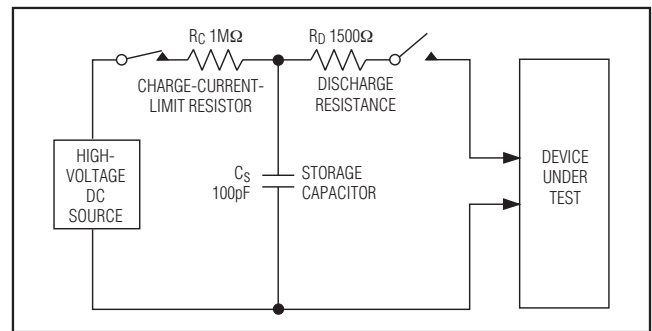 RC 1MΩ
CHARGE-CURRENT-
LIMIT RESISTOR
RD 1500Ω
DISCHARGE
RESISTANCE
HIGH-
VOLTAGE
DC
SOURCE
CS
100pF
STORAGE
CAPACITOR
DEVICE
UNDER
TEST